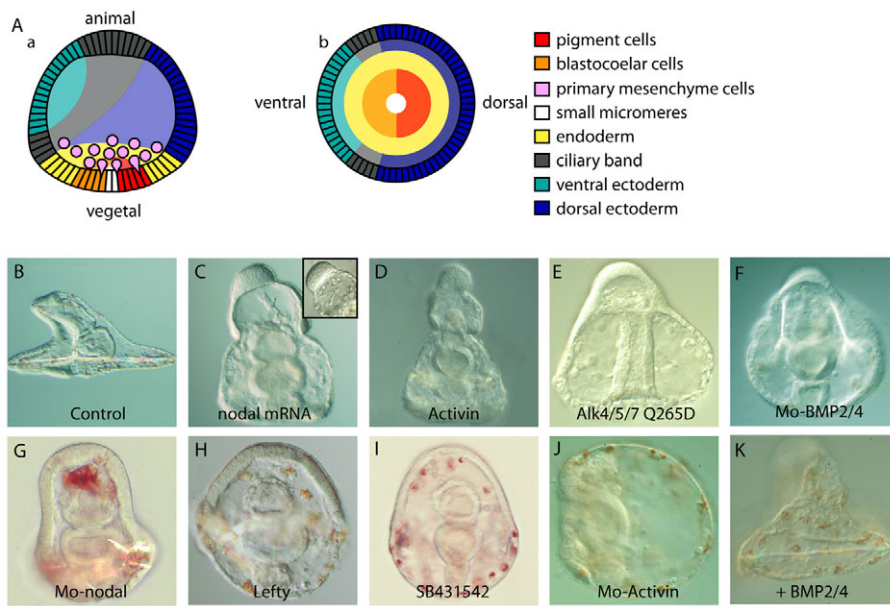 A
a
animal
vegetal
b
ventral
dorsal
pigment cells
blastocoelar cells
primary mesenchyme cells
small micromeres
endoderm
ciliary band
ventral ectoderm
dorsal ectoderm
B
Control
C
nodal mRNA
D
Activin
E
Alk4/5/7 Q265D
F
Mo-BMP2/4
G
Mo-nodal
H
Lefty
I
SB431542
J
Mo-Activin
K
+ BMP2/4